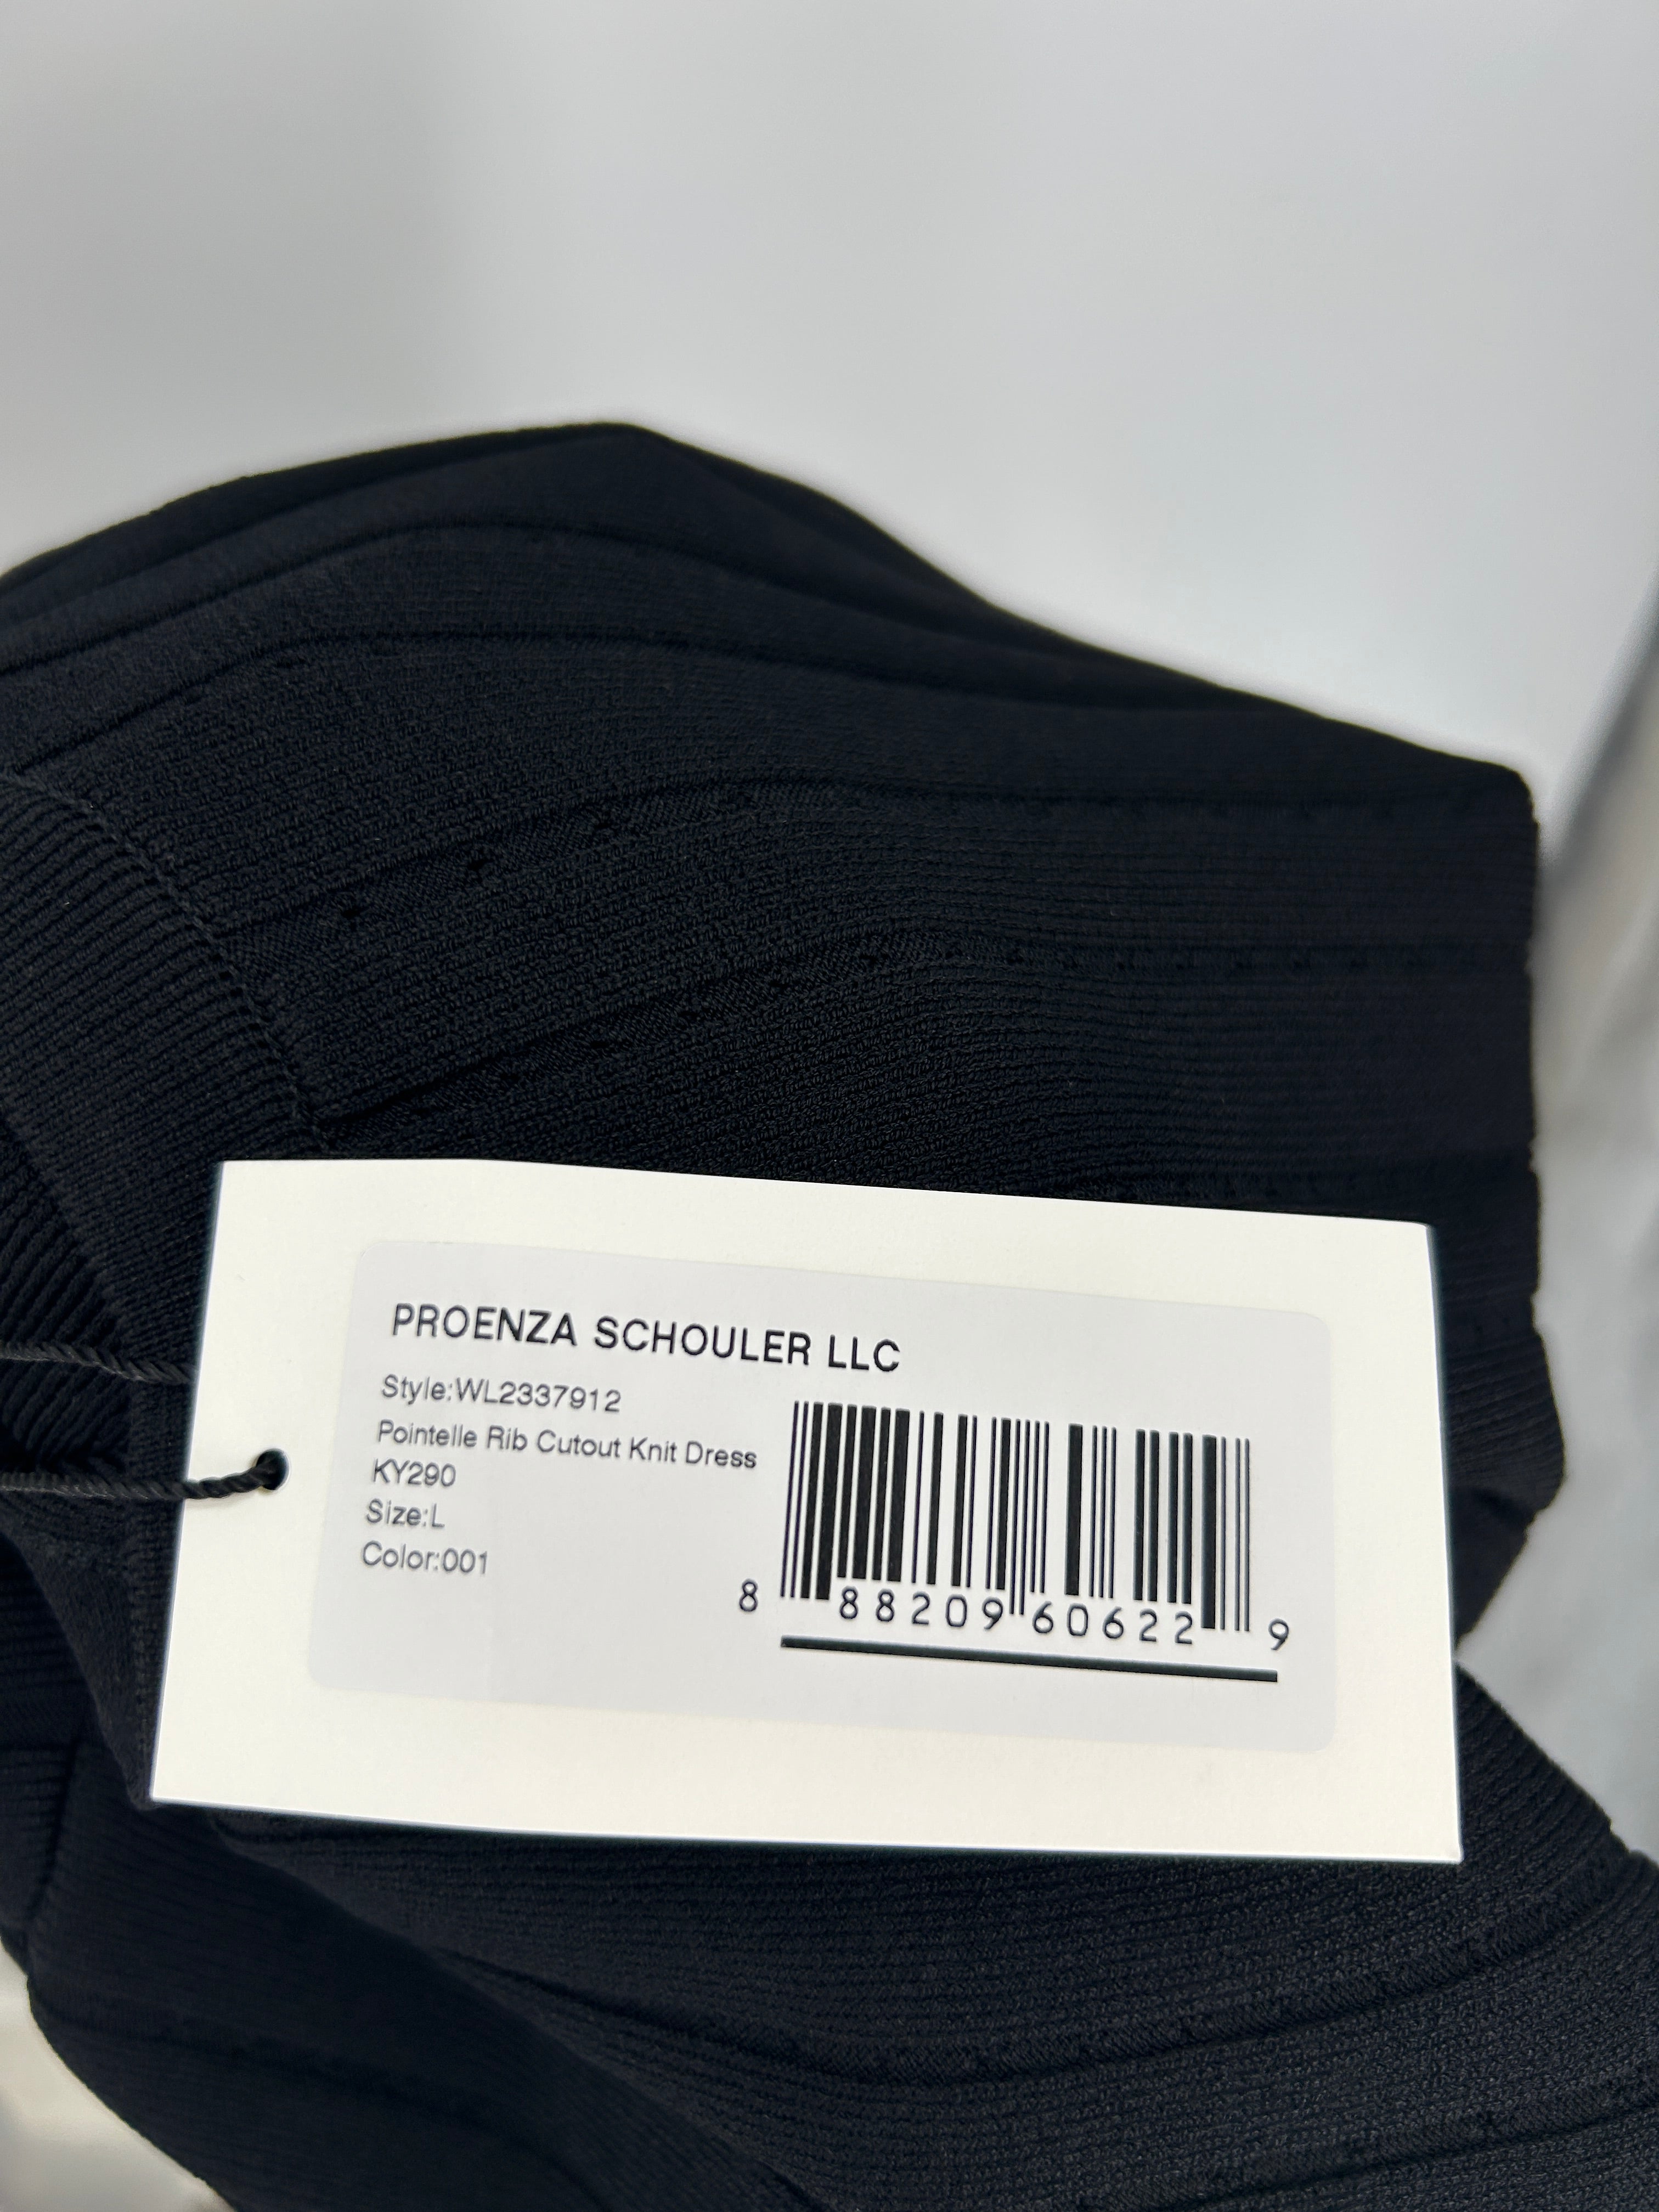 PROENZA SCHOULER LLC
Style:WL2337912
Pointelle Rib Cutout Knit Dress
KY290
Size:L
Color:001
8 88209 60622 9